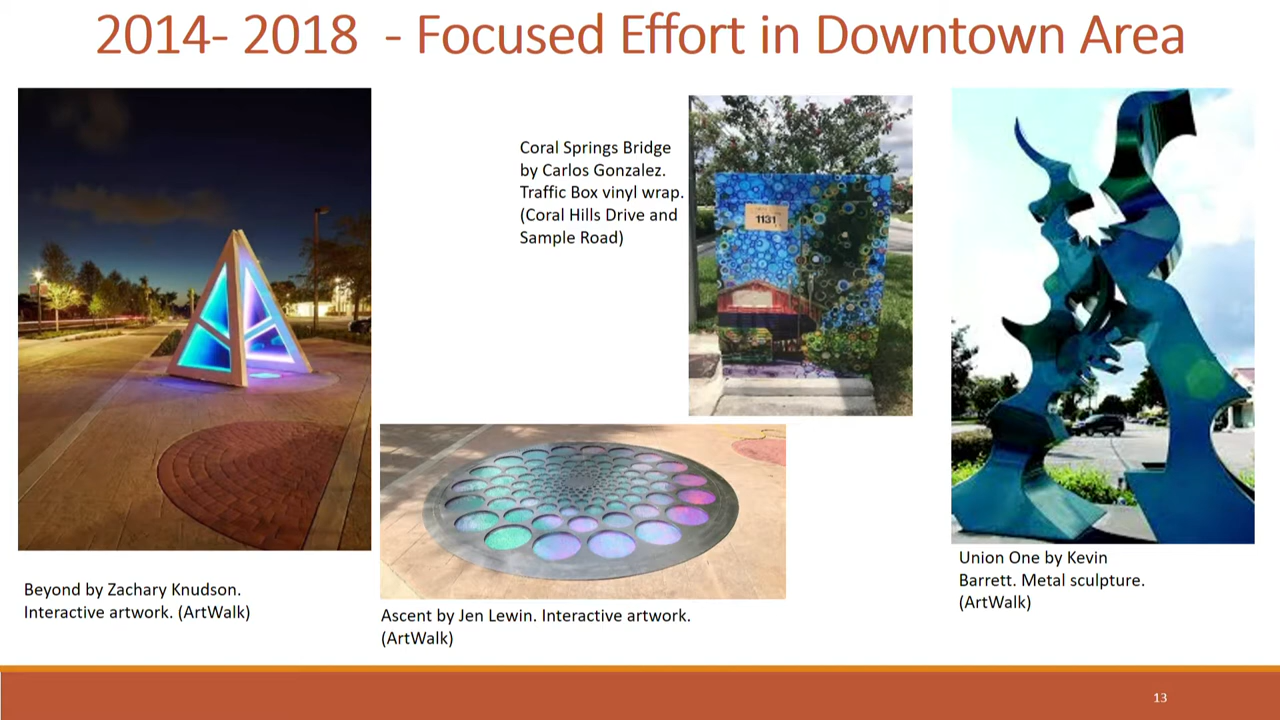 2014- 2018  - Focused Effort in Downtown Area
Coral Springs Bridge
by Carlos Gonzalez.
Traffic Box vinyl wrap.
(Coral Hills Drive and
Sample Road)
1131
Beyond by Zachary Knudson.
Interactive artwork. (ArtWalk)
Ascent by Jen Lewin. Interactive artwork.
(ArtWalk)
Union One by Kevin
Barrett. Metal sculpture.
(ArtWalk)
13